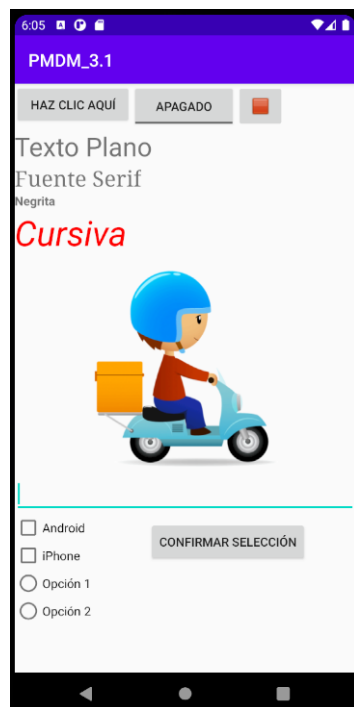 6:05
PMDM_3.1
HAZ CLIC AQUÍ APAGADO
Texto Plano
Fuente Serif
Negrita
Cursiva
Android
CONFIRMAR SELECCIÓN
iPhone
Opción 1
Opción 2